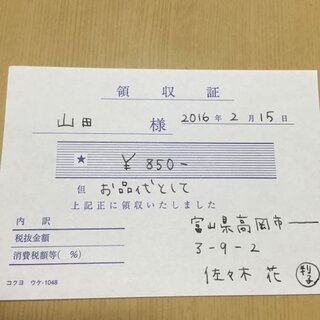 領収証
山田 様 2016年2月15日
★ ¥850-
但 お品代として
上記正に領収いたしました
内訳
税抜金額
消費税額等( %)
富山県高岡市
3-9-2
佐々木 花
コクヨ ウケ-1048